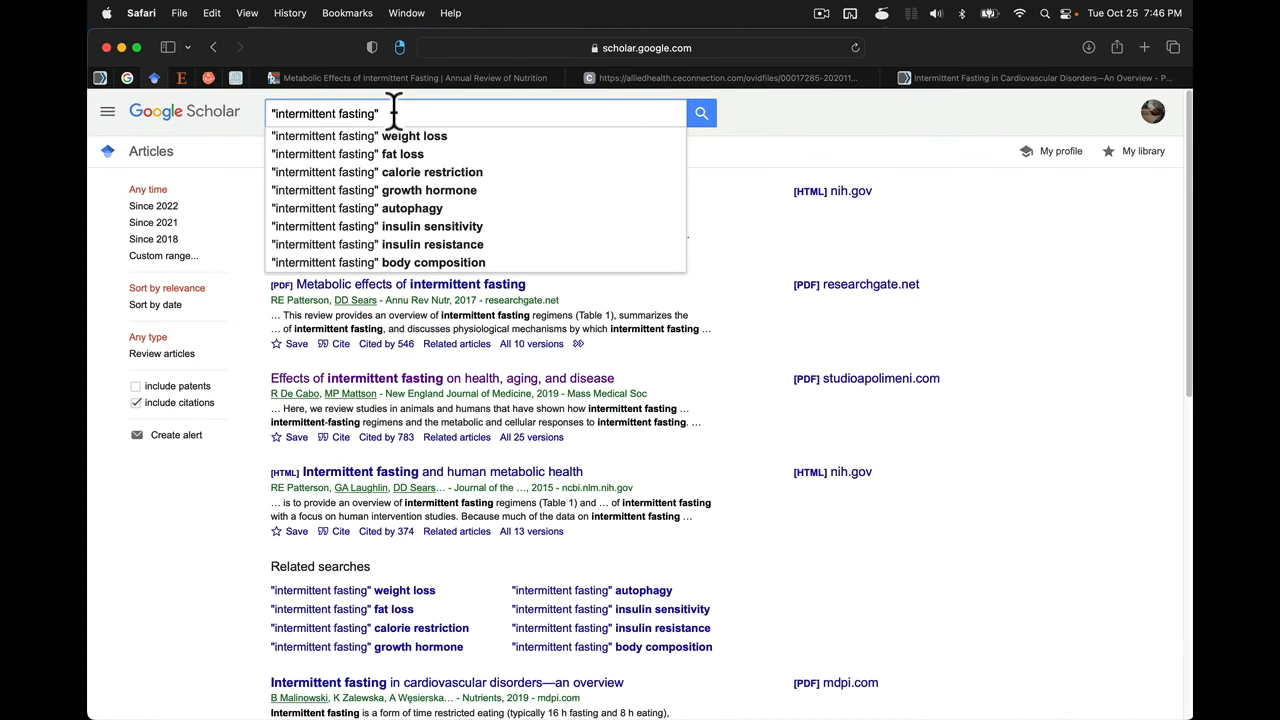 Safari File Edit View History Bookmarks Window Help Tue Oct 25 7:46 PM
scholar.google.com
Metabolic Effects of Intermittent Fasting | Annual Review of Nutrition
https://alliedhealth.ceconnection.com/ovidfiles/00017285-202011...
Intermittent Fasting in Cardiovascular Disorders—An Overview - P...
Google Scholar
"intermittent fasting"
"intermittent fasting" weight loss
"intermittent fasting" fat loss
"intermittent fasting" calorie restriction
"intermittent fasting" growth hormone
"intermittent fasting" autophagy
"intermittent fasting" insulin sensitivity
"intermittent fasting" insulin resistance
"intermittent fasting" body composition
Articles
My profile My library
Any time
Since 2022
Since 2021
Since 2018
Custom range...
Sort by relevance
Sort by date
Any type
Review articles
include patents
include citations
Create alert
[HTML] nih.gov
[PDF] Metabolic effects of intermittent fasting
[PDF] researchgate.net
RE Patterson, DD Sears - Annu Rev Nutr, 2017 - researchgate.net
… This review provides an overview of intermittent fasting regimens (Table 1), summarizes the
… of intermittent fasting, and discusses physiological mechanisms by which intermittent fasting …
Save Cite Cited by 546 Related articles All 10 versions
Effects of intermittent fasting on health, aging, and disease
[PDF] studioapolimeni.com
R De Cabo, MP Mattson - New England Journal of Medicine, 2019 - Mass Medical Soc
… Here, we review studies in animals and humans that have shown how intermittent fasting …
intermittent-fasting regimens and the metabolic and cellular responses to intermittent fasting. …
Save Cite Cited by 783 Related articles All 25 versions
[HTML] Intermittent fasting and human metabolic health
[HTML] nih.gov
RE Patterson, GA Laughlin, DD Sears… - Journal of the …, 2015 - ncbi.nlm.nih.gov
… is to provide an overview of intermittent fasting regimens (Table 1) and … of intermittent fasting
with a focus on human intervention studies. Because much of the data on intermittent fasting …
Save Cite Cited by 374 Related articles All 13 versions
Related searches
"intermittent fasting" weight loss
"intermittent fasting" fat loss
"intermittent fasting" calorie restriction
"intermittent fasting" growth hormone
"intermittent fasting" autophagy
"intermittent fasting" insulin sensitivity
"intermittent fasting" insulin resistance
"intermittent fasting" body composition
Intermittent fasting in cardiovascular disorders—an overview
[PDF] mdpi.com
B Malinowski, K Zalewska, A Węsierska… - Nutrients, 2019 - mdpi.com
Intermittent fasting is a form of time restricted eating (typically 16 h fasting and 8 h eating),